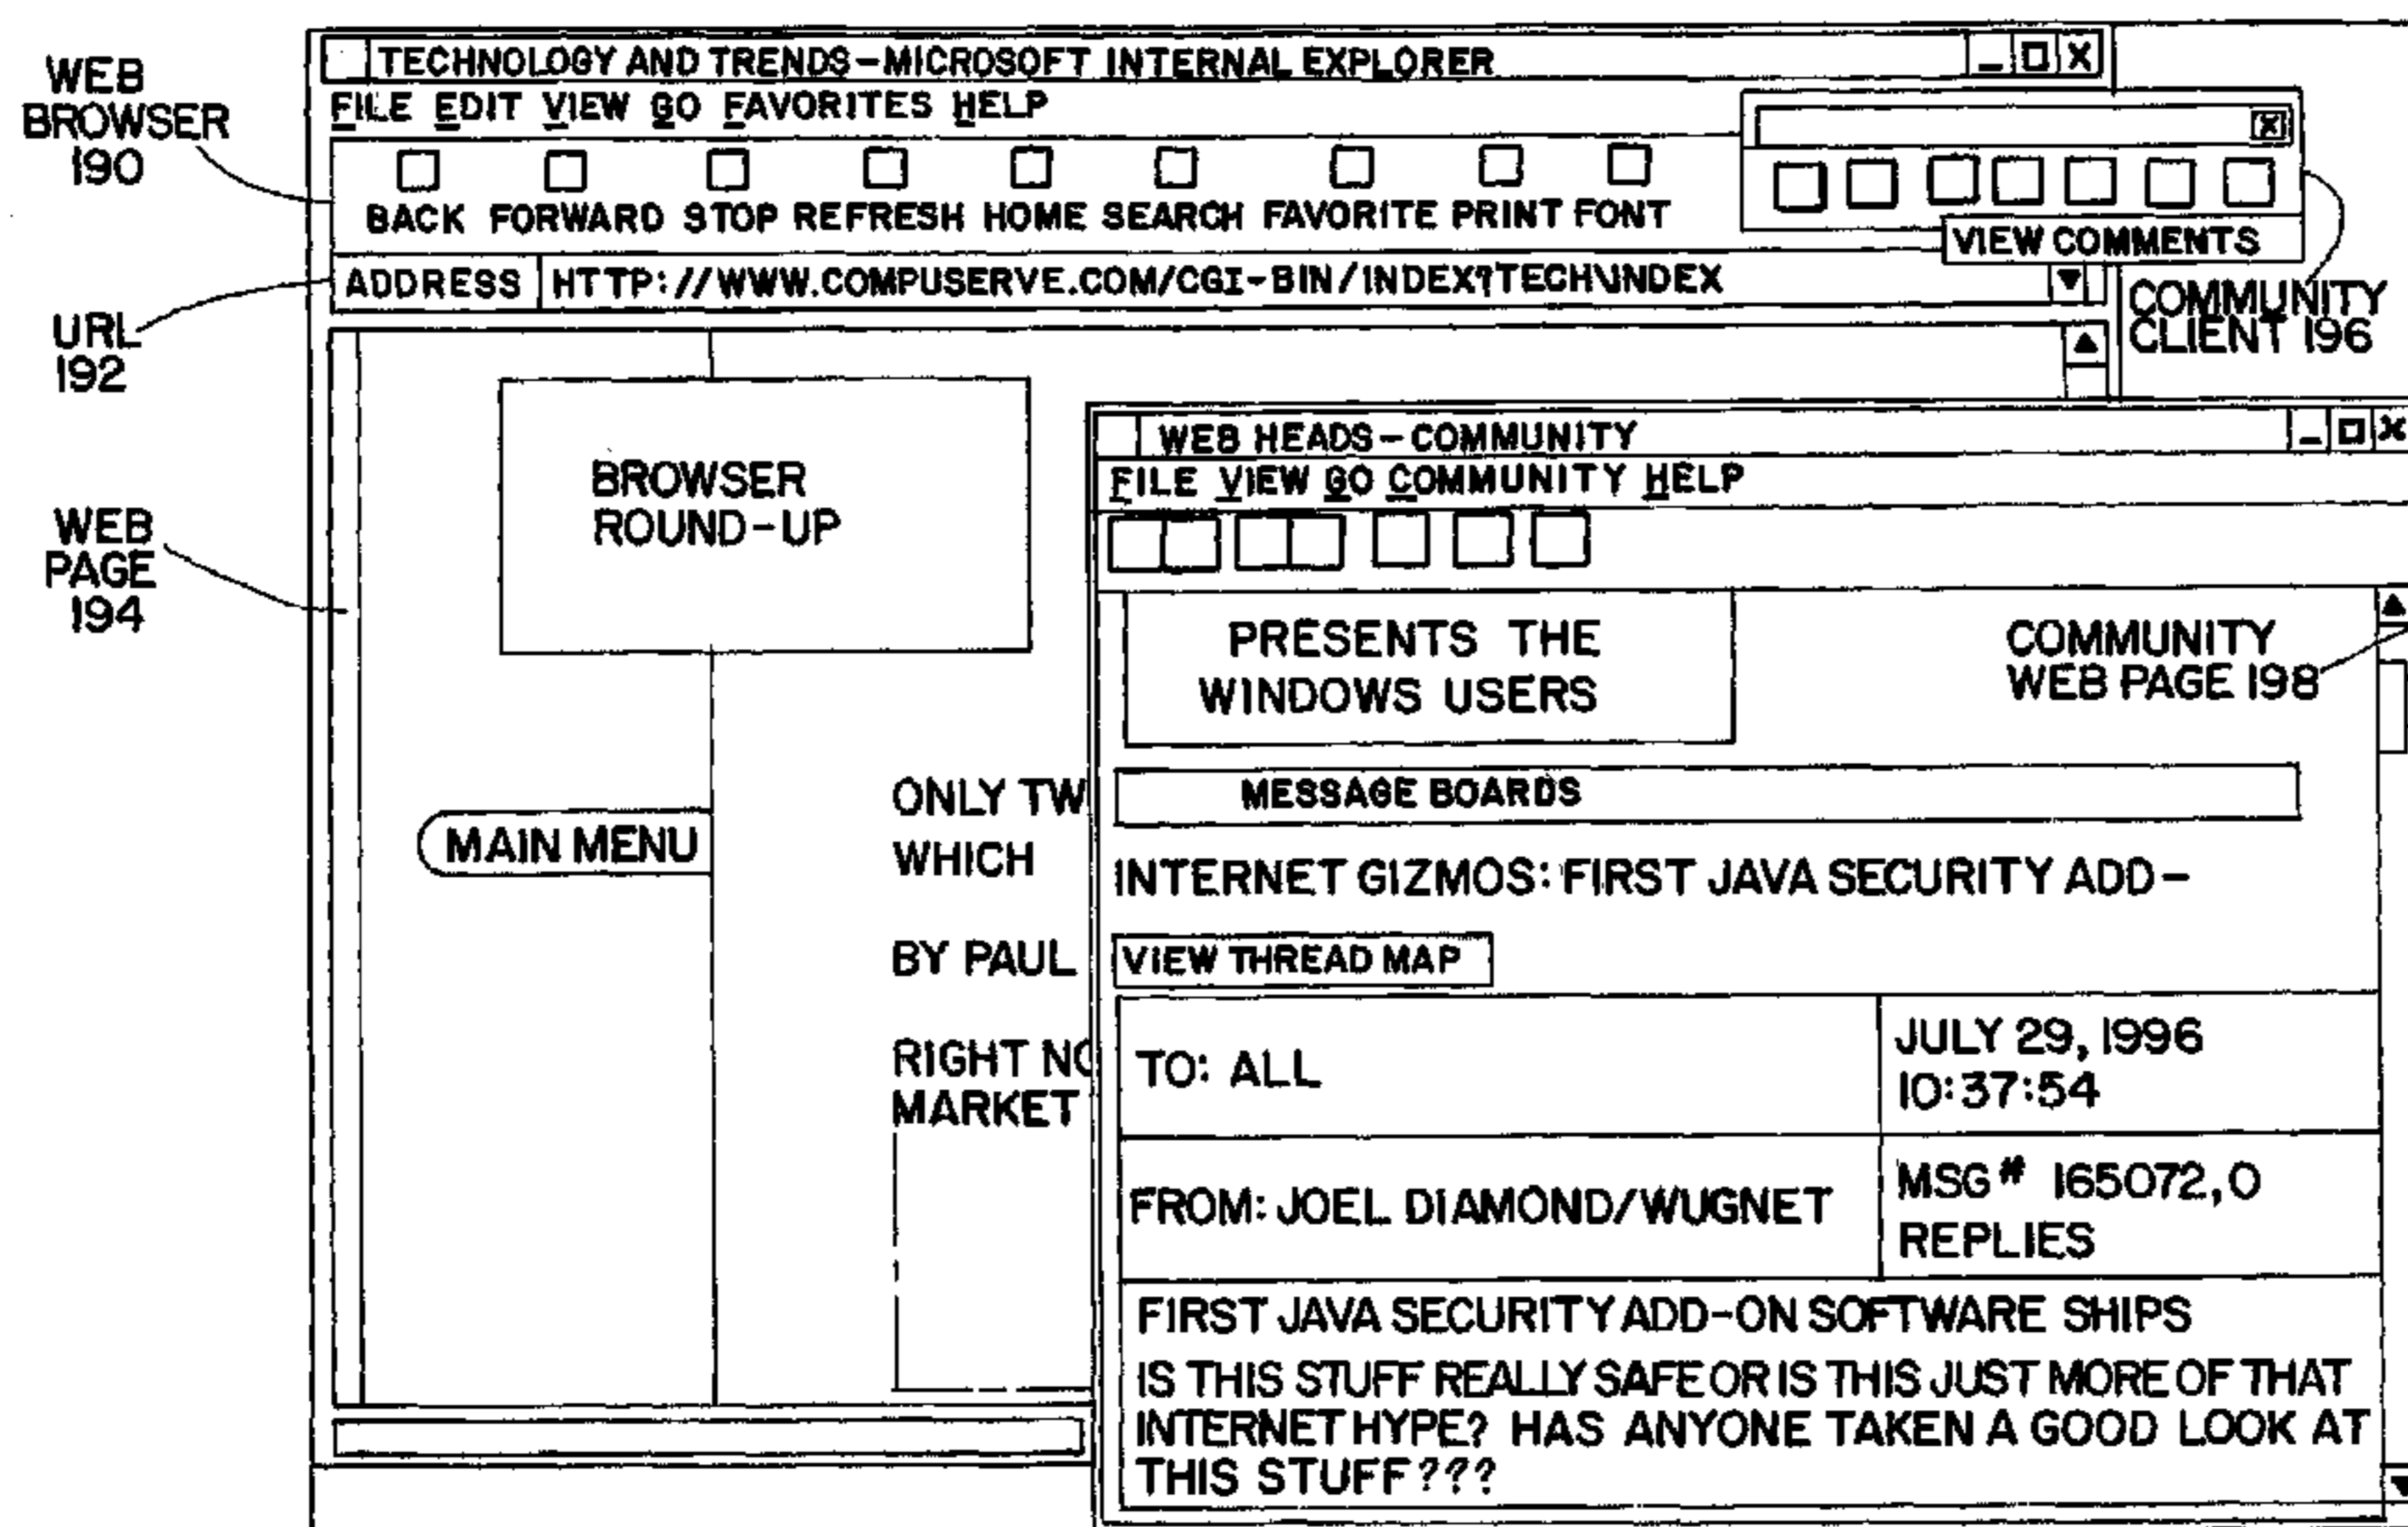 WEB
BROWSER
190
URL
192
WEB
PAGE
194
TECHNOLOGY AND TRENDS-MICROSOFT INTERNAL EXPLORER
FILE EDIT VIEW GO FAVORITES HELP
BACK FORWARD STOP REFRESH HOME SEARCH FAVORITE PRINT FONT
VIEW COMMENTS
ADDRESS HTTP://WWW.COMPUSERVE.COM/CGI-BIN/INDEX?TECH\INDEX
COMMUNITY
CLIENT 196
BROWSER
ROUND-UP
MAIN MENU
ONLY TW
WHICH
BY PAUL
RIGHT NO
MARKET
WEB HEADS-COMMUNITY
FILE VIEW GO COMMUNITY HELP
PRESENTS THE
WINDOWS USERS
COMMUNITY
WEB PAGE 198
MESSAGE BOARDS
INTERNET GIZMOS: FIRST JAVA SECURITY ADD-
VIEW THREAD MAP
TO: ALL
JULY 29, 1996
10:37:54
FROM: JOEL DIAMOND/WUGNET
MSG# 165072,0
REPLIES
FIRST JAVA SECURITY ADD-ON SOFTWARE SHIPS
IS THIS STUFF REALLY SAFE OR IS THIS JUST MORE OF THAT
INTERNET HYPE? HAS ANYONE TAKEN A GOOD LOOK AT
THIS STUFF???